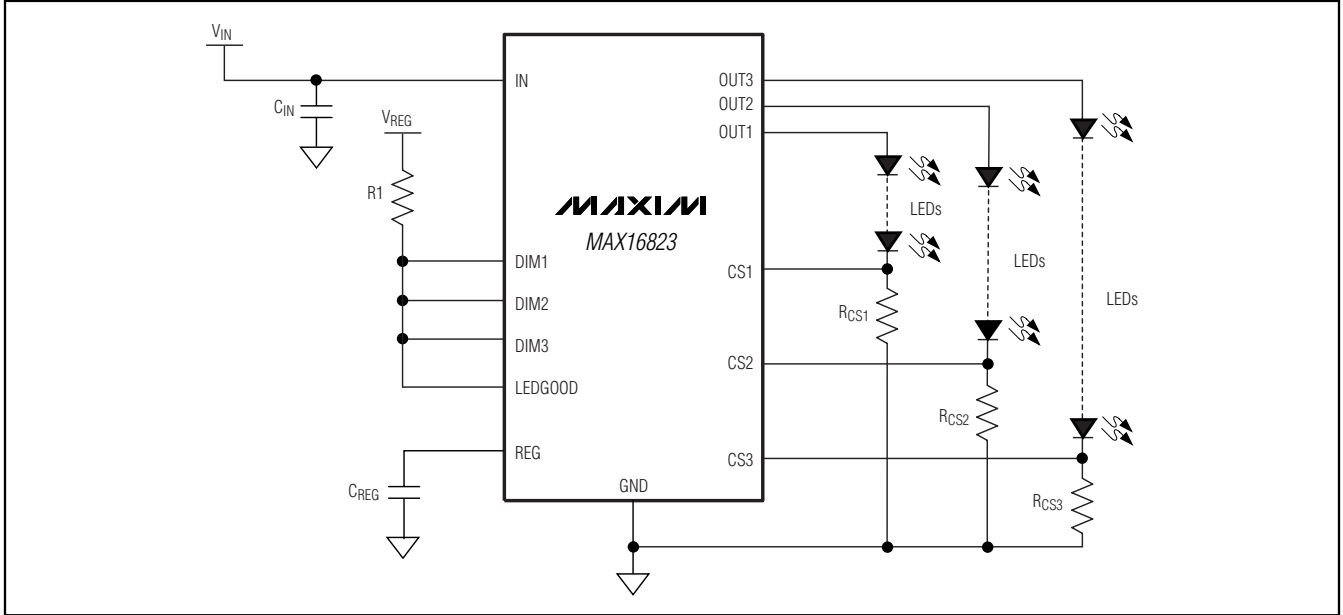 VIN
CIN
VREG
R1
IN
DIM1
DIM2
DIM3
LEDGOOD
REG
CREG
MAXIM
MAX16823
GND
OUT3
OUT2
OUT1
CS1
CS2
CS3
LEDs
LEDs
LEDs
RCS1
RCS2
RCS3